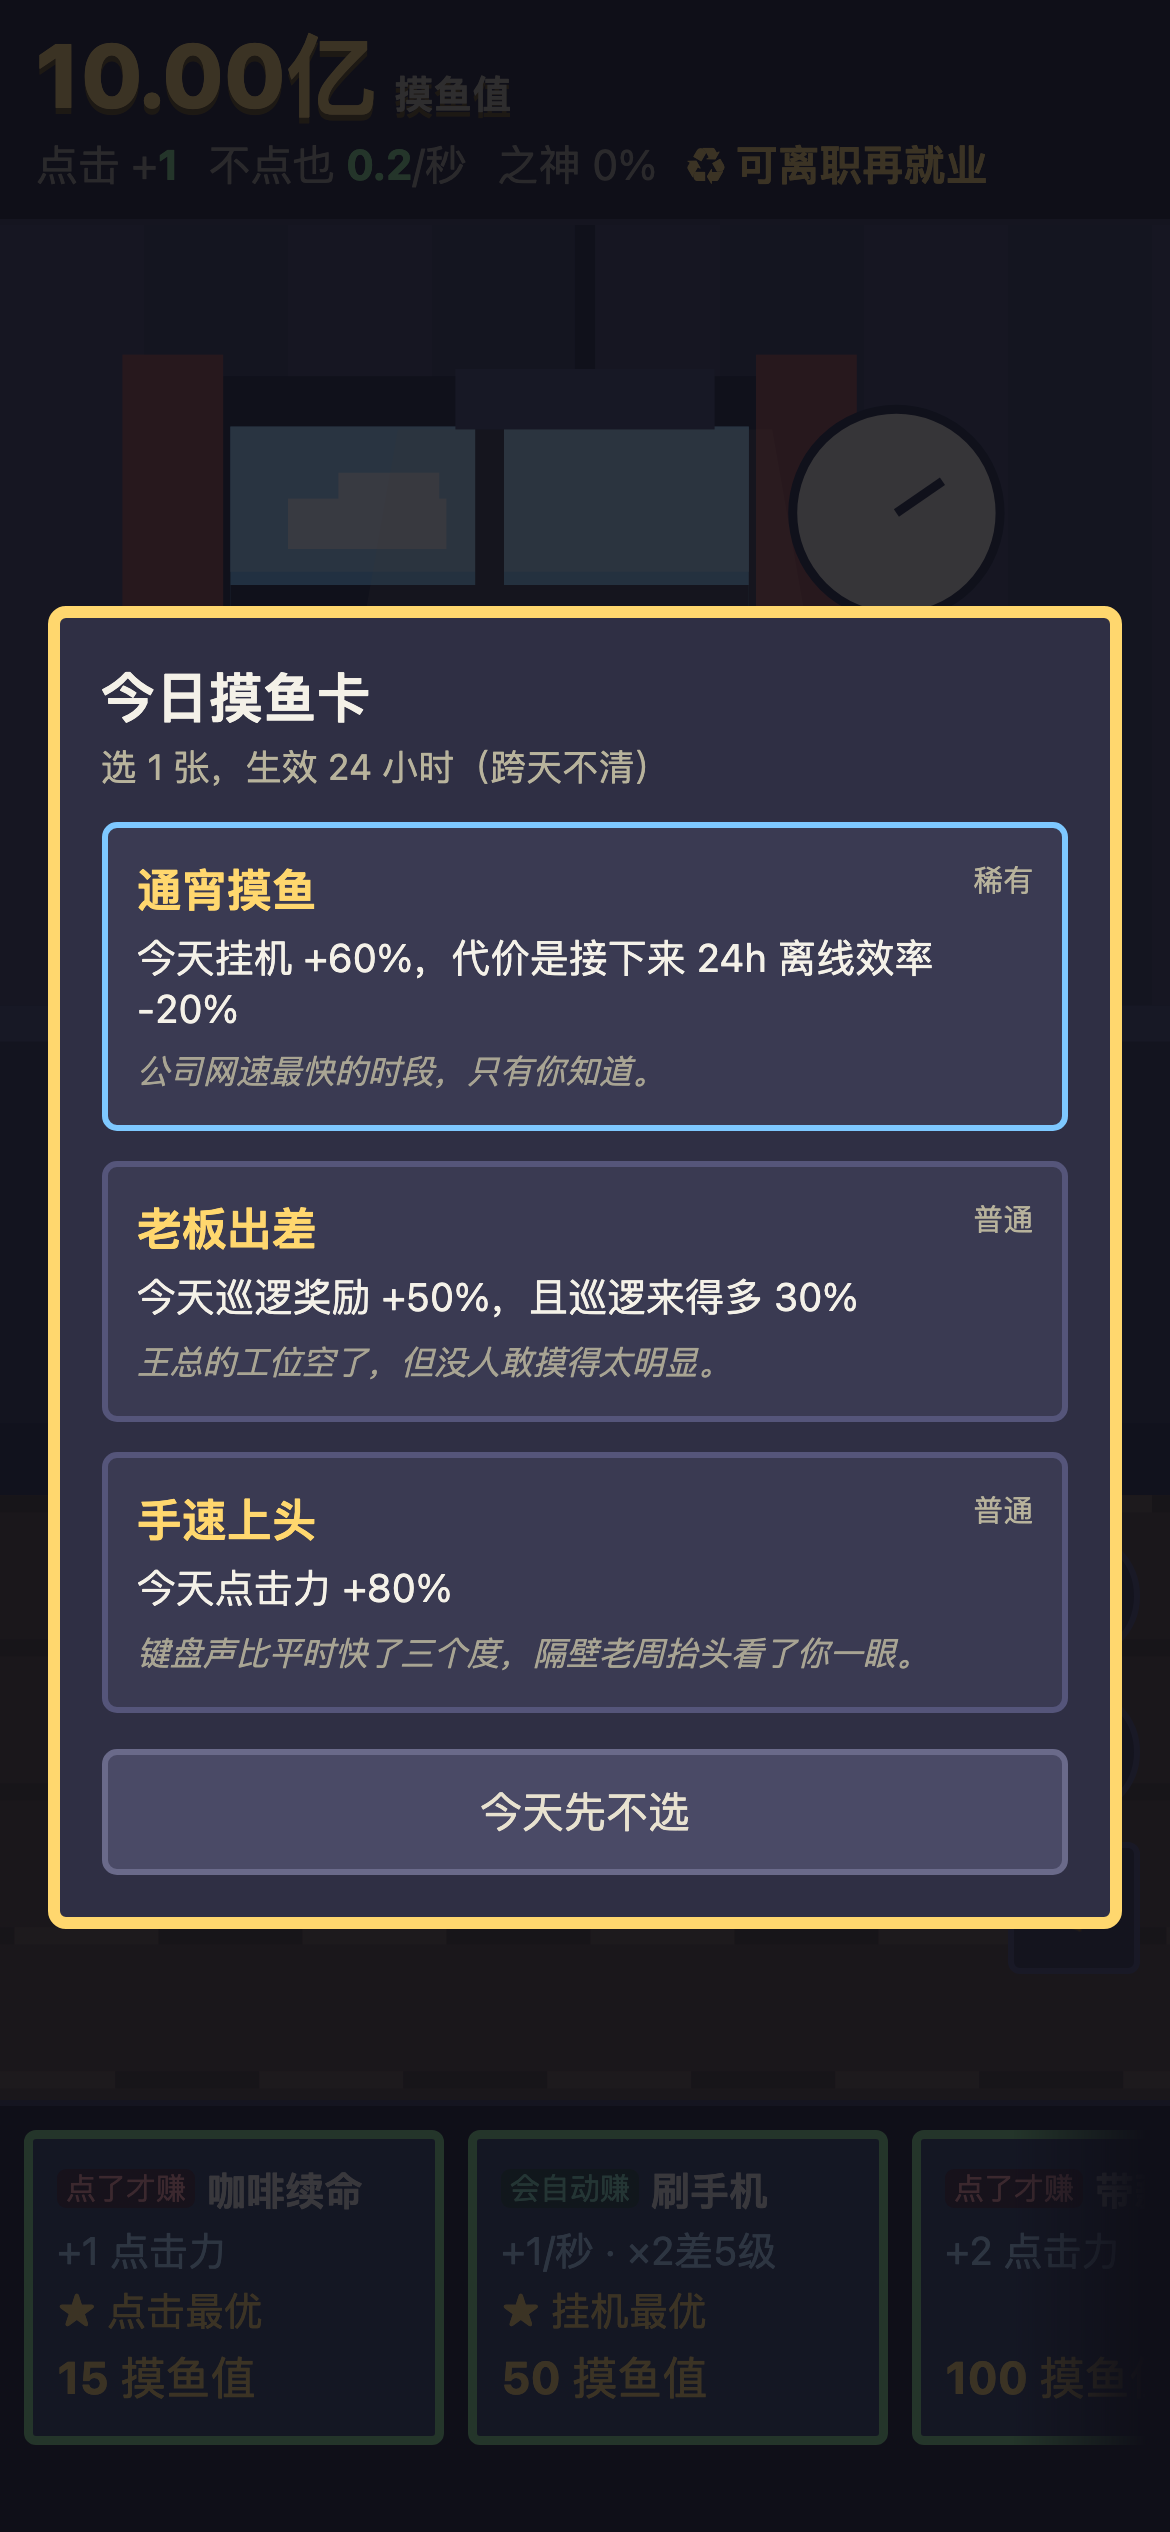 10.00亿 摸鱼值
点击 +1 不点也 0.2/秒 之神 0% ♻ 可离职再就业
今日摸鱼卡
选 1 张，生效 24 小时（跨天不清）
通宵摸鱼 稀有
今天挂机 +60%，代价是接下来 24h 离线效率
-20%
公司网速最快的时段，只有你知道。
老板出差 普通
今天巡逻奖励 +50%，且巡逻来得多 30%
王总的工位空了，但没人敢摸得太明显。
手速上头 普通
今天点击力 +80%
键盘声比平时快了三个度，隔壁老周抬头看了你一眼。
今天先不选
点了才赚 咖啡续命
+1 点击力
★ 点击最优
15 摸鱼值
会自动赚 刷手机
+1/秒 · ×2差5级
★ 挂机最优
50 摸鱼值
点了才赚 带
+2 点击力
100 摸鱼